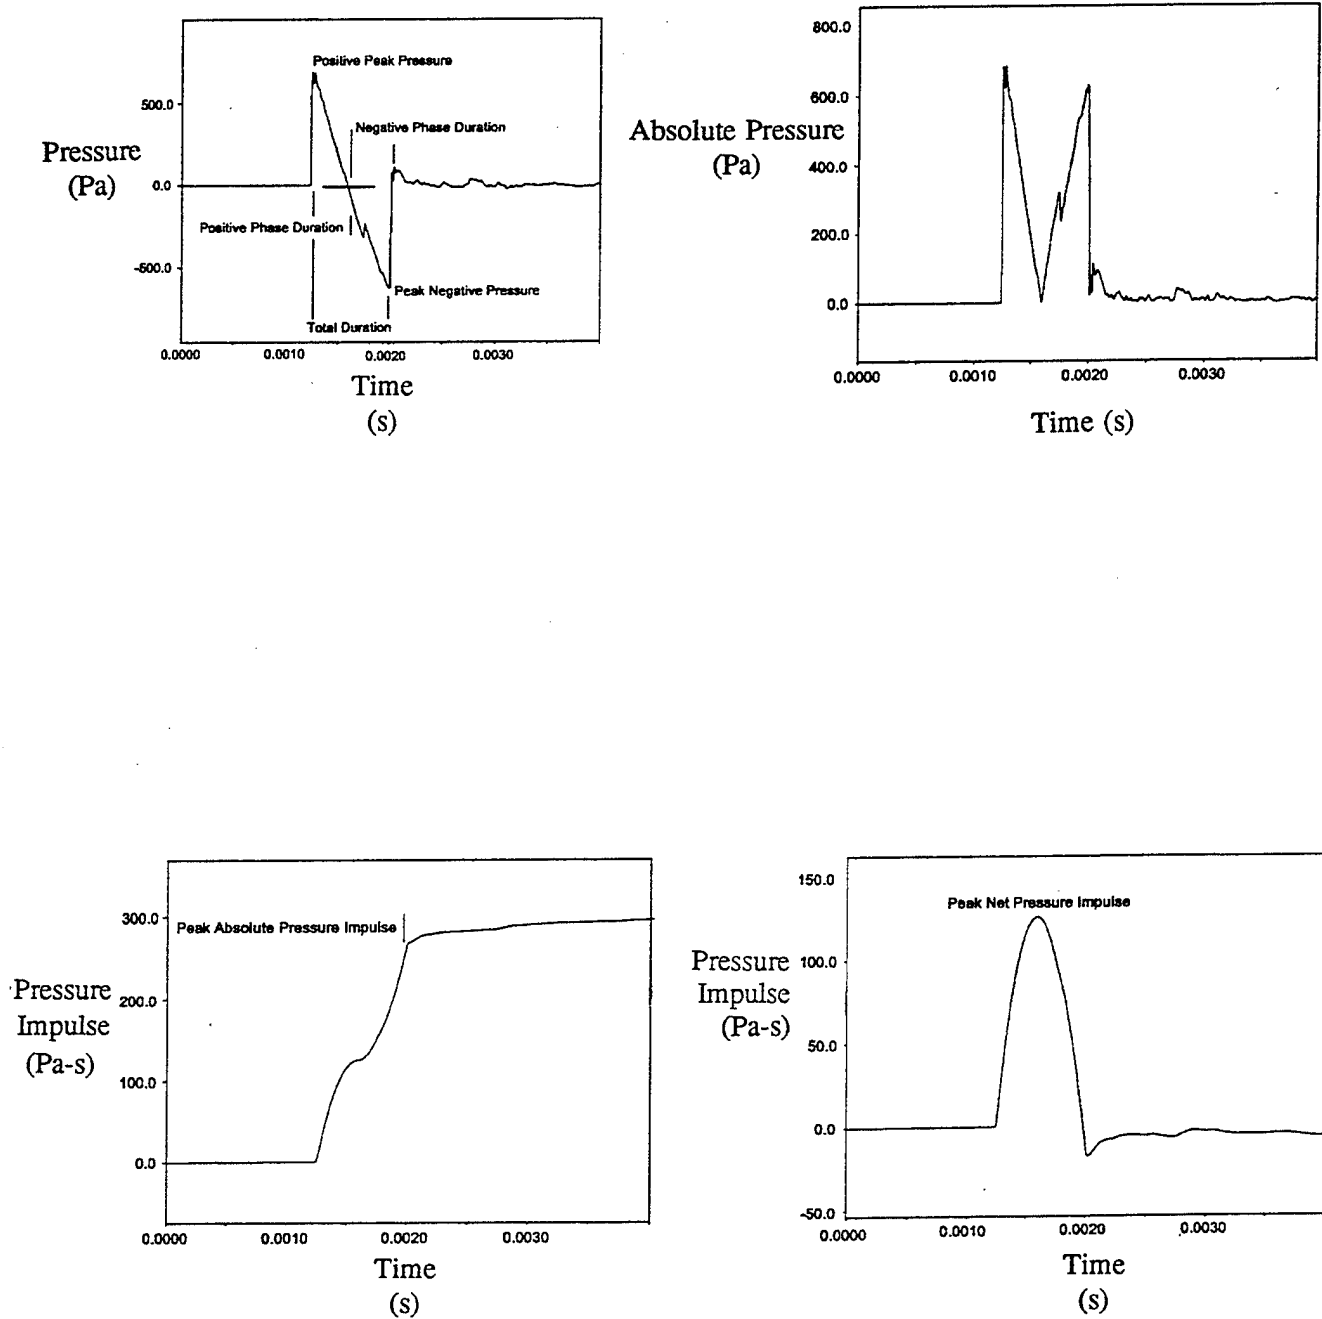 Positive Peak Pressure
500.0
Negative Phase Duration
Pressure
(Pa)
0.0
Positive Phase Duration
-500.0
Peak Negative Pressure
Total Duration
0.0000 0.0010 0.0020 0.0030
Time
(s)
800.0
600.0
Absolute Pressure
(Pa)
400.0
200.0
0.0
0.0000 0.0010 0.0020 0.0030
Time (s)
300.0
Peak Absolute Pressure Impulse
Pressure
Impulse
(Pa-s)
200.0
100.0
0.0
0.0000 0.0010 0.0020 0.0030
Time
(s)
150.0
Peak Net Pressure Impulse
Pressure
Impulse
(Pa-s)
100.0
50.0
0.0
-50.0
0.0000 0.0010 0.0020 0.0030
Time
(s)